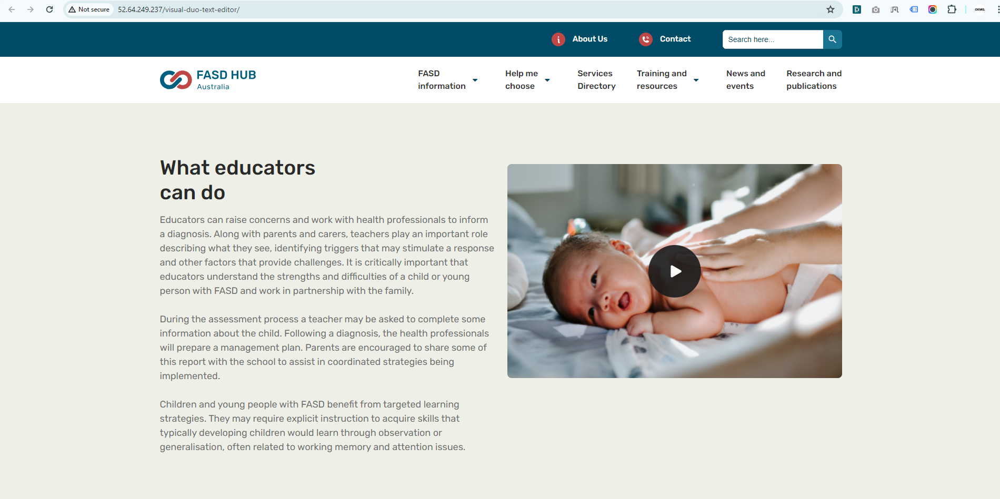 Not secure
52.64.249.237/visual-duo-text-editor/
OKMG.
About Us
Contact
Search here...
FASD HUB
Australia
FASD
information
Help me
choose
Services
Directory
Training and
resources
News and
events
Research and
publications
What educators
can do
Educators can raise concerns and work with health professionals to inform
a diagnosis. Along with parents and carers, teachers play an important role
describing what they see, identifying triggers that may stimulate a response
and other factors that provide challenges. It is critically important that
educators understand the strengths and difficulties of a child or young
person with FASD and work in partnership with the family.
During the assessment process a teacher may be asked to complete some
information about the child. Following a diagnosis, the health professionals
will prepare a management plan. Parents are encouraged to share some of
this report with the school to assist in coordinated strategies being
implemented.
Children and young people with FASD benefit from targeted learning
strategies. They may require explicit instruction to acquire skills that
typically developing children would learn through observation or
generalisation, often related to working memory and attention issues.